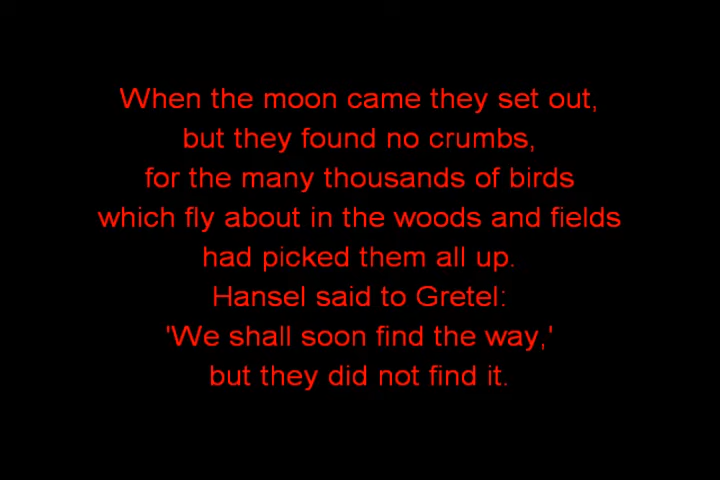 When the moon came they set out,
but they found no crumbs,
for the many thousands of birds
which fly about in the woods and fields
had picked them all up.
Hansel said to Gretel:
'We shall soon find the way,'
but they did not find it.